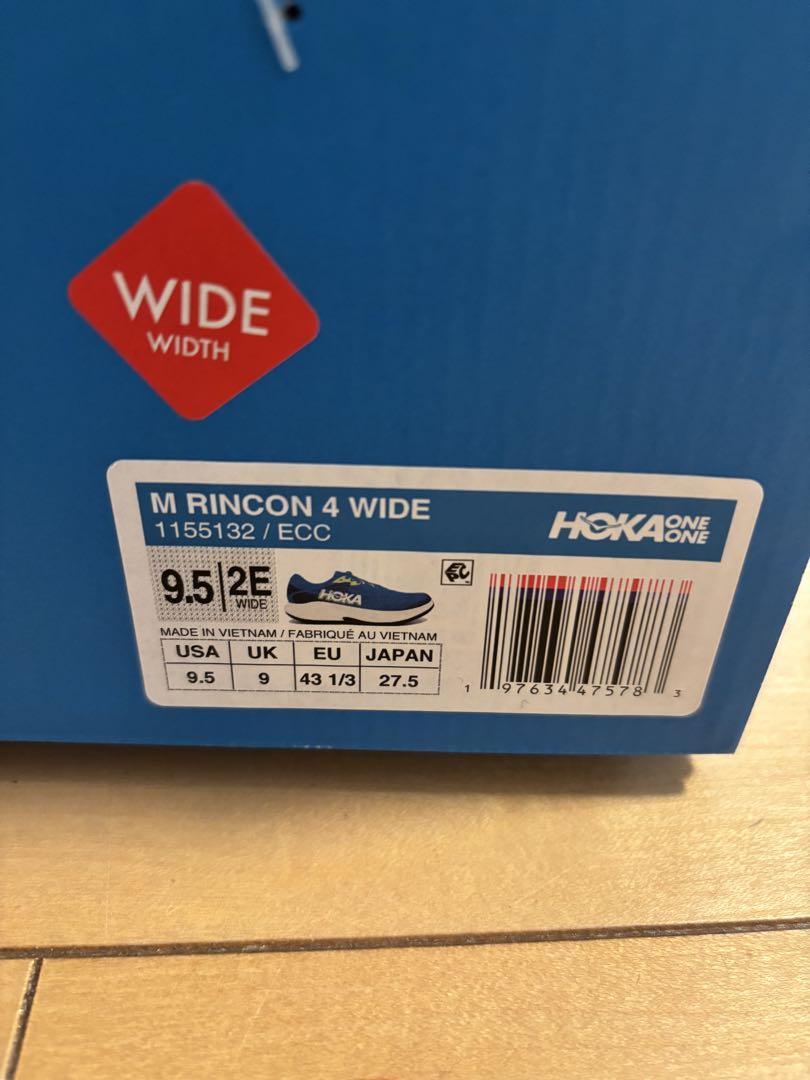 WIDE
WIDTH
M RINCON 4 WIDE
1155132 / ECC
HOKA ONE ONE
9.5 2E
WIDE
HOKA
MADE IN VIETNAM / FABRIQUÉ AU VIETNAM
USA UK EU JAPAN
9.5 9 43 1/3 27.5
1 97634 47578 3